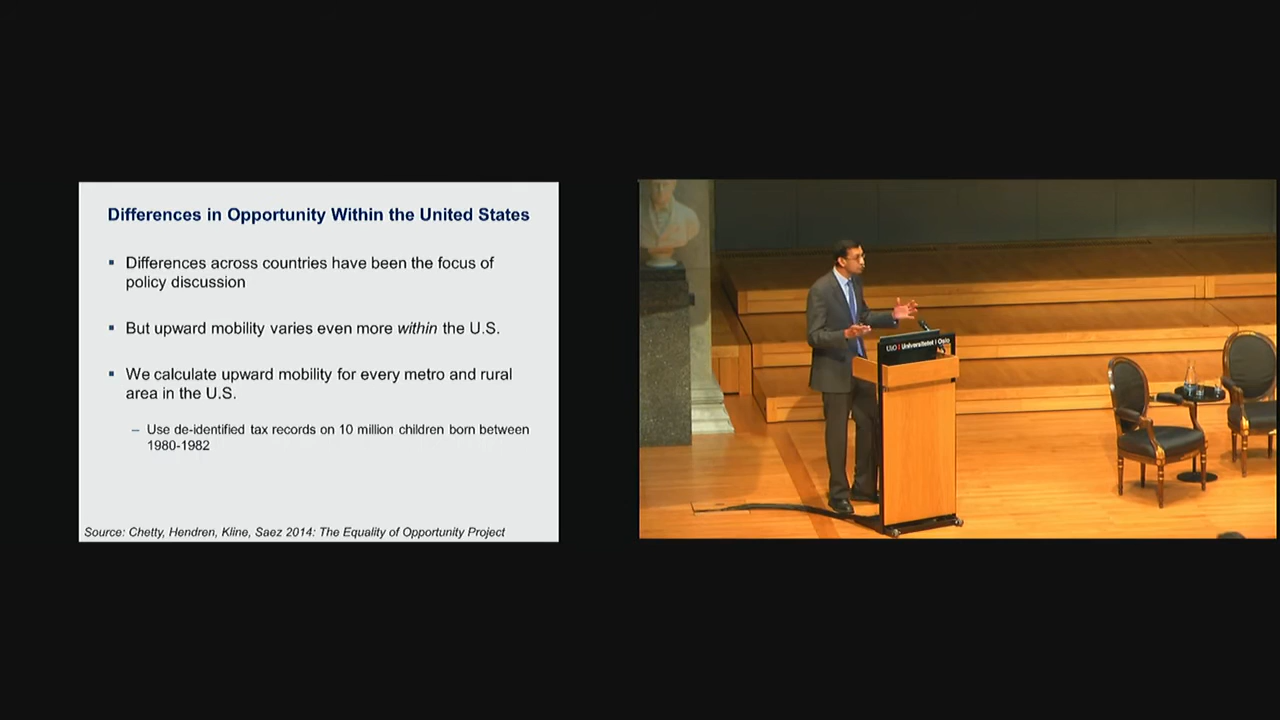 Differences in Opportunity Within the United States
▪ Differences across countries have been the focus of
policy discussion
▪ But upward mobility varies even more within the U.S.
▪ We calculate upward mobility for every metro and rural
area in the U.S.
– Use de-identified tax records on 10 million children born between
1980-1982
Source: Chetty, Hendren, Kline, Saez 2014: The Equality of Opportunity Project
UiO Universitetet i Oslo